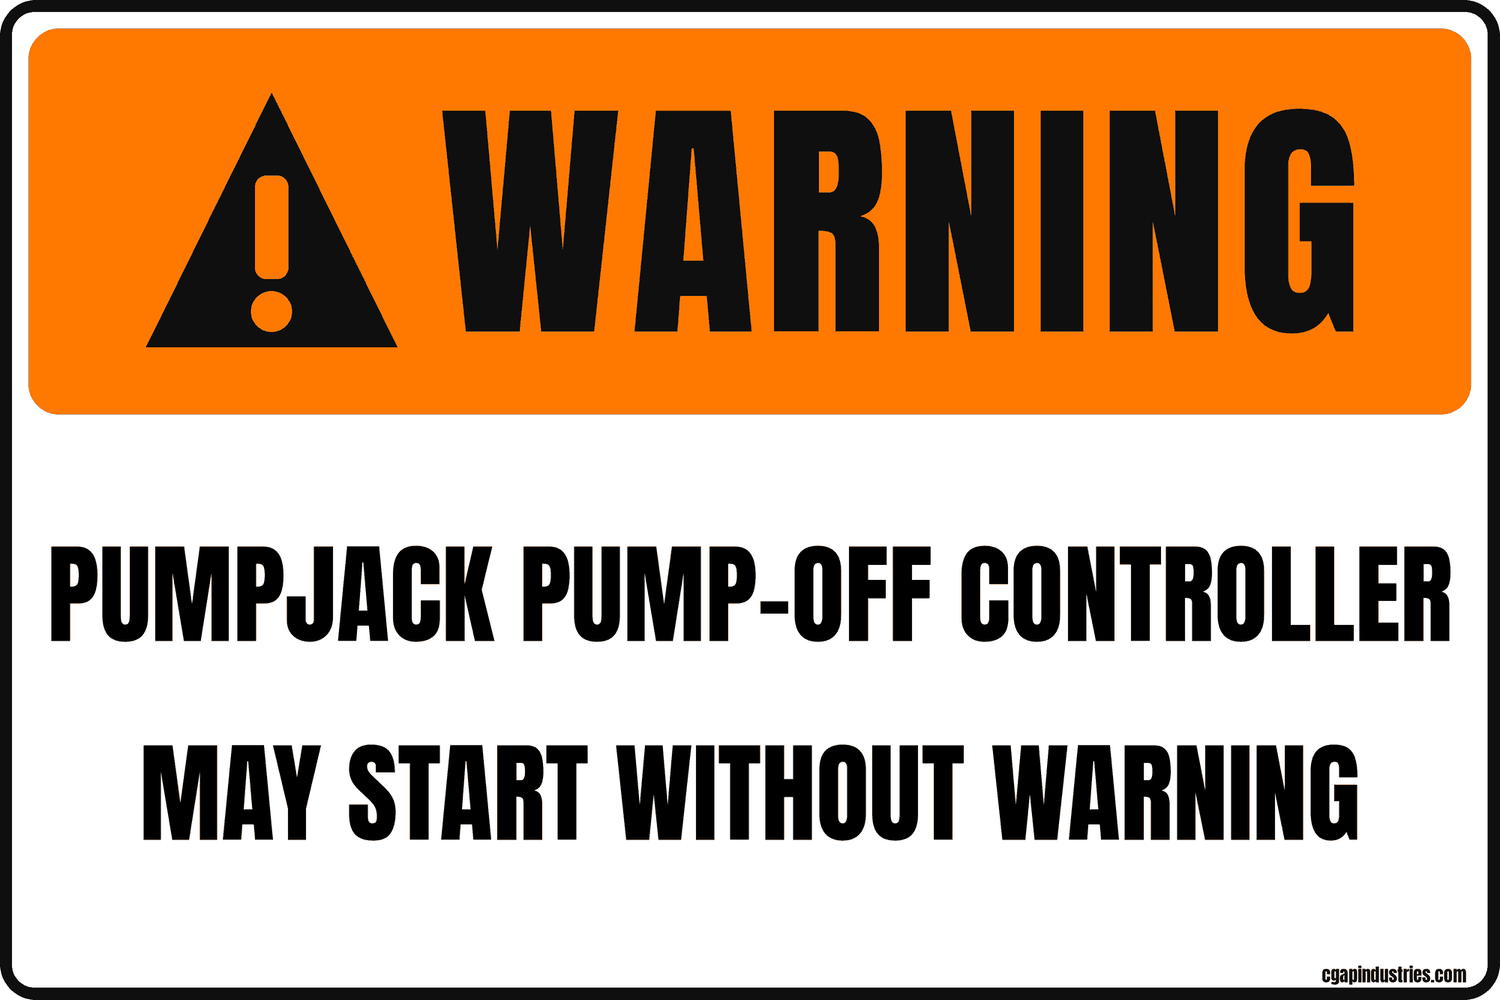 WARNING
PUMPJACK PUMP-OFF CONTROLLER
MAY START WITHOUT WARNING
cgapindustries.com